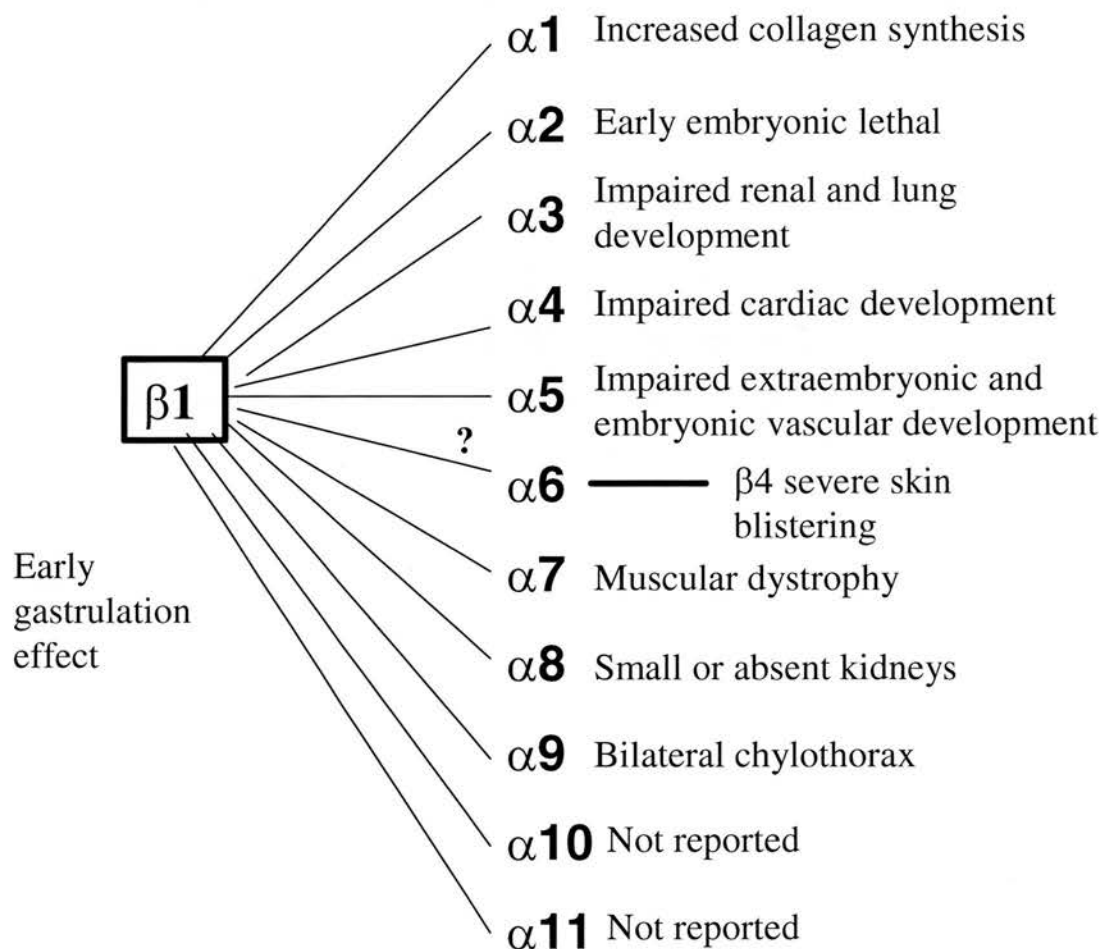 α1 Increased collagen synthesis
α2 Early embryonic lethal
α3 Impaired renal and lung
development
α4 Impaired cardiac development
β1
α5 Impaired extraembryonic and
embryonic vascular development
?
α6 β4 severe skin
blistering
Early
gastrulation
effect
α7 Muscular dystrophy
α8 Small or absent kidneys
α9 Bilateral chylothorax
α10 Not reported
α11 Not reported